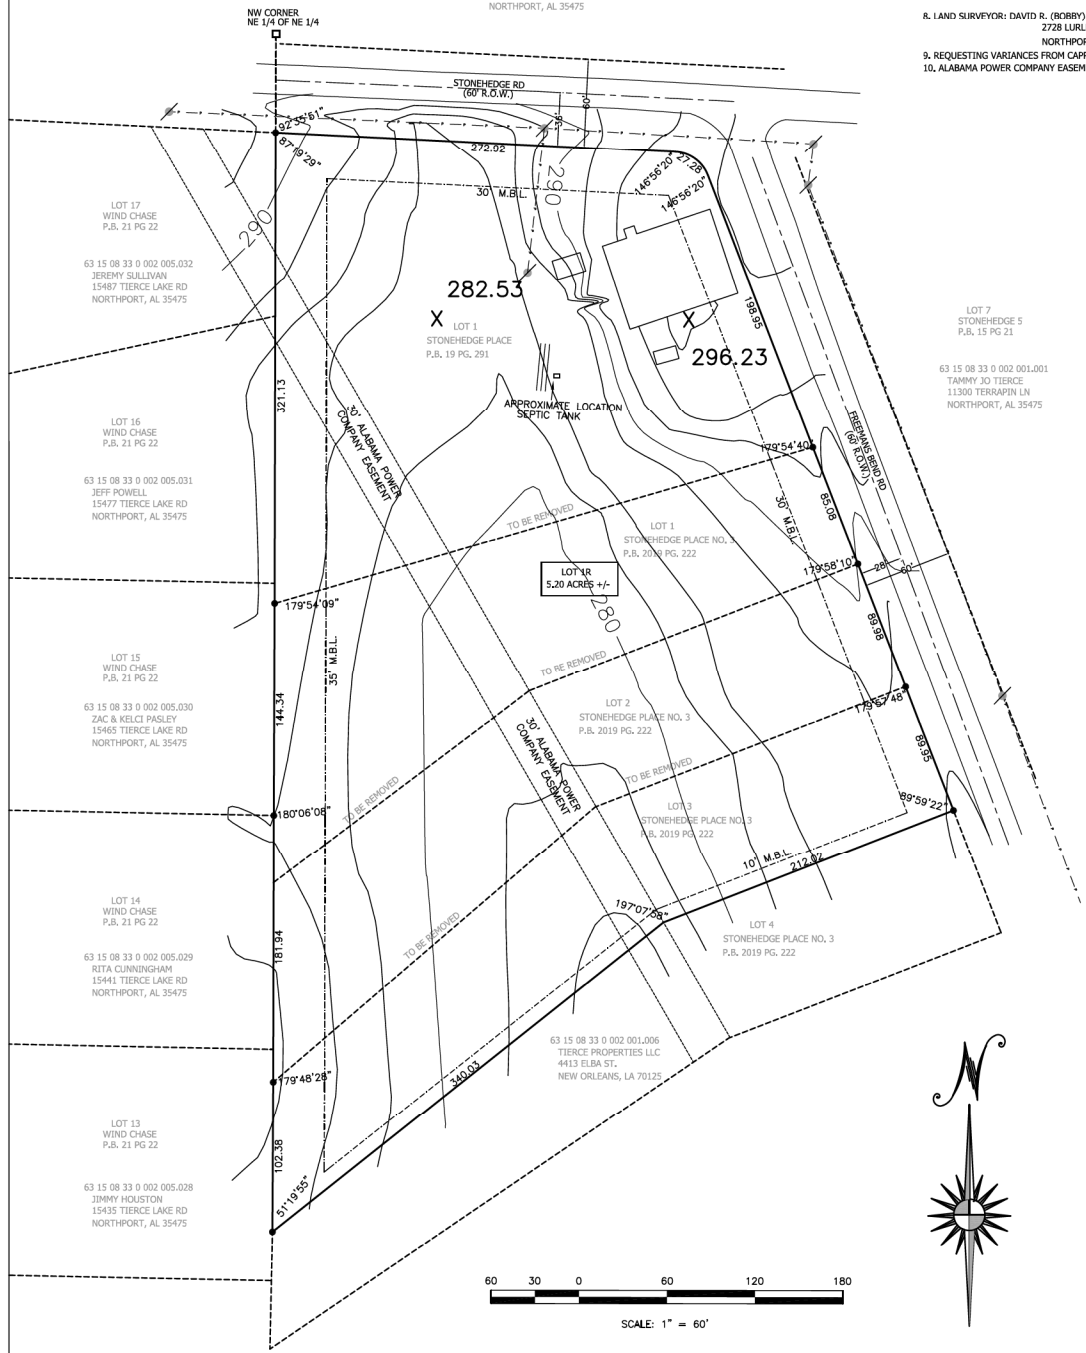 NORTHPORT, AL 35475
8. LAND SURVEYOR: DAVID R. (BOBBY)
2728 LURL
NORTHPOR
9. REQUESTING VARIANCES FROM CAPF
10. ALABAMA POWER COMPANY EASEM
NW CORNER
NE 1/4 OF NE 1/4
STONEHEDGE RD
(60' R.O.W.)
36'
60'
92°35'51"
87°19'29"
272.92
27.28
146°56'20"
146°56'20"
30' M.B.L.
290
290
LOT 17
WIND CHASE
P.B. 21 PG 22
63 15 08 33 0 002 005.032
JEREMY SULLIVAN
15487 TIERCE LAKE RD
NORTHPORT, AL 35475
282.53
X
LOT 1
STONEHEDGE PLACE
P.B. 19 PG. 291
X
296.23
198.95
LOT 7
STONEHEDGE 5
P.B. 15 PG 21
63 15 08 33 0 002 001.001
TAMMY JO TIERCE
11300 TERRAPIN LN
NORTHPORT, AL 35475
321.13
APPROXIMATE LOCATION
SEPTIC TANK
30' ALABAMA POWER
COMPANY EASEMENT
FREEMANS BEND RD
(60' R.O.W.)
LOT 16
WIND CHASE
P.B. 21 PG 22
63 15 08 33 0 002 005.031
JEFF POWELL
15477 TIERCE LAKE RD
NORTHPORT, AL 35475
179°54'40"
85.08
30' M.B.L.
TO BE REMOVED
LOT 1
STONEHEDGE PLACE NO. 3
P.B. 2019 PG. 222
LOT 1R
5.20 ACRES +/-
179°58'10"
28'
60'
280
179°54'09"
89.98
LOT 15
WIND CHASE
P.B. 21 PG 22
63 15 08 33 0 002 005.030
ZAC & KELCI PASLEY
15465 TIERCE LAKE RD
NORTHPORT, AL 35475
35' M.B.L.
144.34
TO BE REMOVED
LOT 2
STONEHEDGE PLACE NO. 3
P.B. 2019 PG. 222
179°57'48"
89.95
30' ALABAMA POWER
COMPANY EASEMENT
TO BE REMOVED
TO BE REMOVED
LOT 3
STONEHEDGE PLACE NO. 3
P.B. 2019 PG. 222
180°06'08"
89°59'22"
10' M.B.L.
212.02
LOT 14
WIND CHASE
P.B. 21 PG 22
63 15 08 33 0 002 005.029
RITA CUNNINGHAM
15441 TIERCE LAKE RD
NORTHPORT, AL 35475
181.94
197°07'58"
TO BE REMOVED
LOT 4
STONEHEDGE PLACE NO. 3
P.B. 2019 PG. 222
63 15 08 33 0 002 001.006
TIERCE PROPERTIES LLC
4413 ELBA ST.
NEW ORLEANS, LA 70125
340.03
179°48'28"
LOT 13
WIND CHASE
P.B. 21 PG 22
63 15 08 33 0 002 005.028
JIMMY HOUSTON
15435 TIERCE LAKE RD
NORTHPORT, AL 35475
102.38
51°19'55"
N
60 30 0 60 120 180
SCALE: 1" = 60'